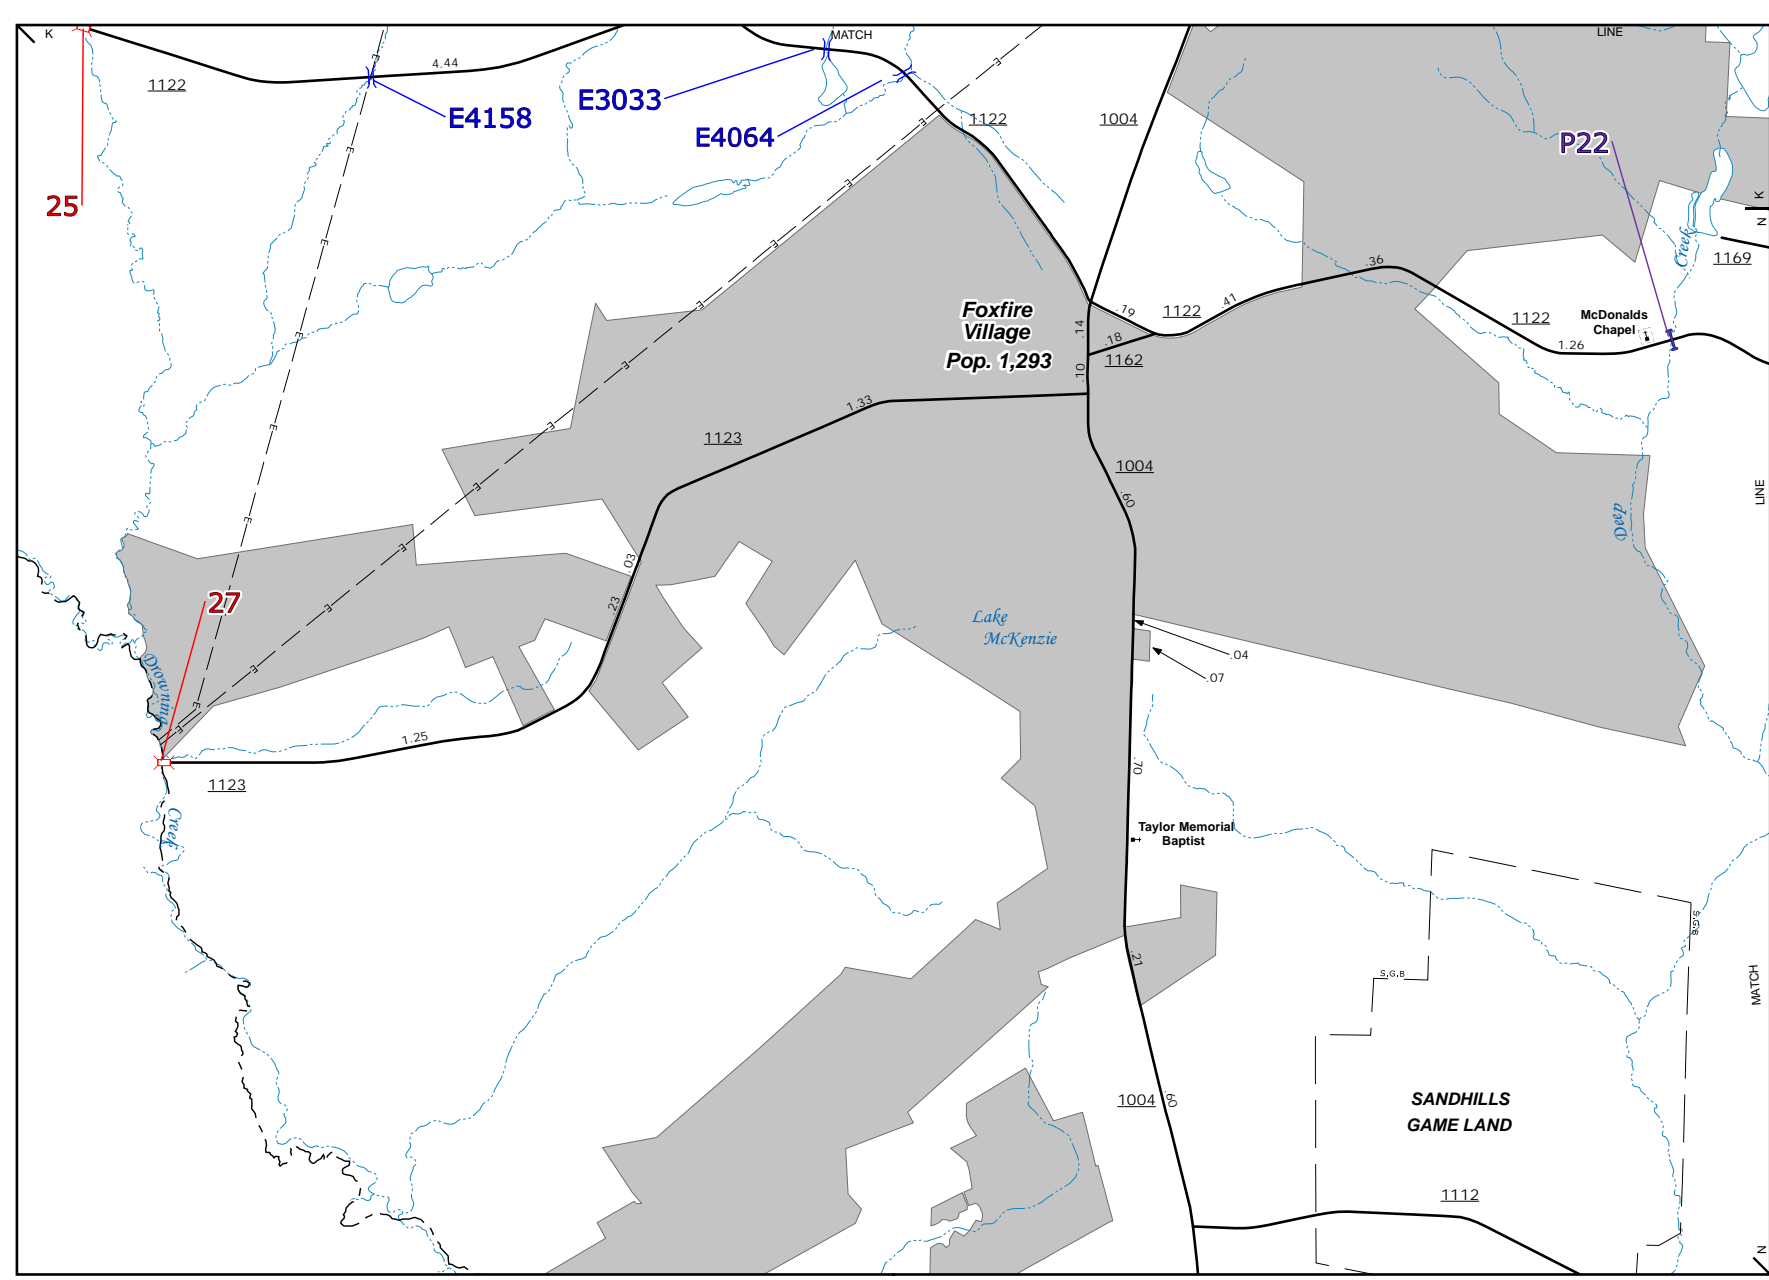 K
MATCH
LINE
4.44
1122
E
E3033
E4158
E4064
1122
1004
P22
25
E
E
E
E
K
N
E
E
E
Creek
1169
.36
.41
.19
1122
E
Foxfire
Village
Pop. 1,293
.14
.18
1162
.10
1122
McDonalds
Chapel
1.26
E
1.33
E
E
1123
1004
.60
E
E
LINE
Deep
E
.03
E
.23
27
Lake
McKenzie
.04
.07
Drowning
E
E
E
1.25
.70
1123
Creek
Taylor Memorial
Baptist
S.G.B
.21
S.G.B
MATCH
1004
.60
SANDHILLS
GAME LAND
1112
N